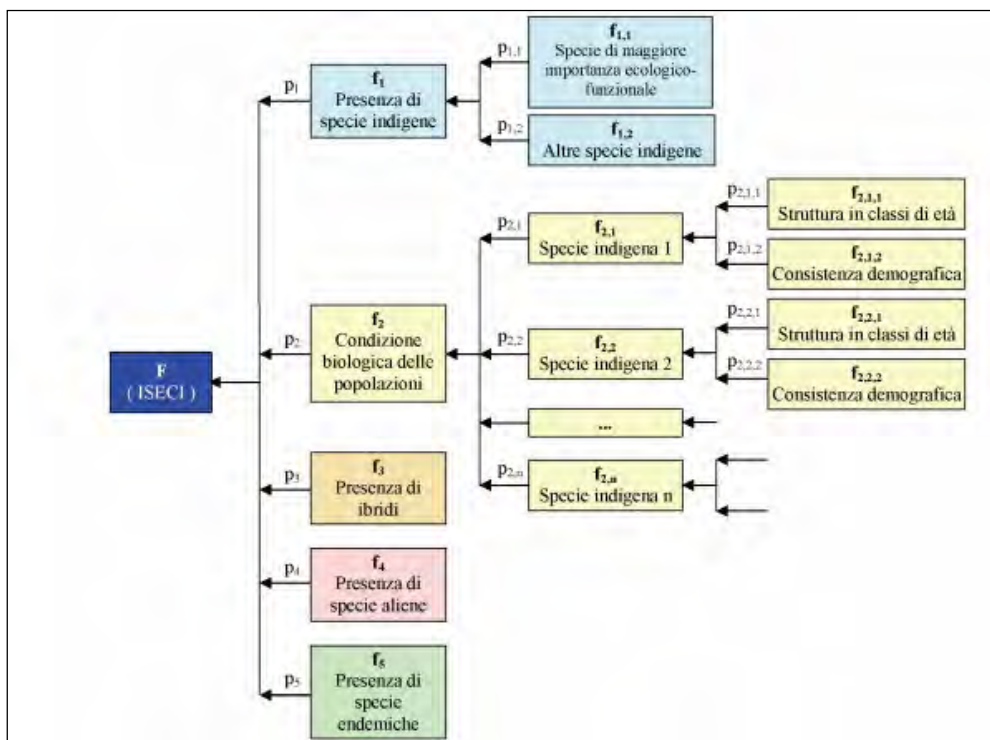 F
( ISECI )
p1
f1
Presenza di
specie indigene
p1,1
f1,1
Specie di maggiore
importanza ecologico-
funzionale
p1,2
f1,2
Altre specie indigene
p2
f2
Condizione
biologica delle
popolazioni
p2,1
f2,1
Specie indigena 1
p2,1,1
f2,1,1
Struttura in classi di età
p2,1,2
f2,1,2
Consistenza demografica
p2,2
f2,2
Specie indigena 2
p2,2,1
f2,2,1
Struttura in classi di età
p2,2,2
f2,2,2
Consistenza demografica
...
p2,n
f2,n
Specie indigena n
p3
f3
Presenza di
ibridi
p4
f4
Presenza di
specie aliene
p5
f5
Presenza di
specie
endemiche